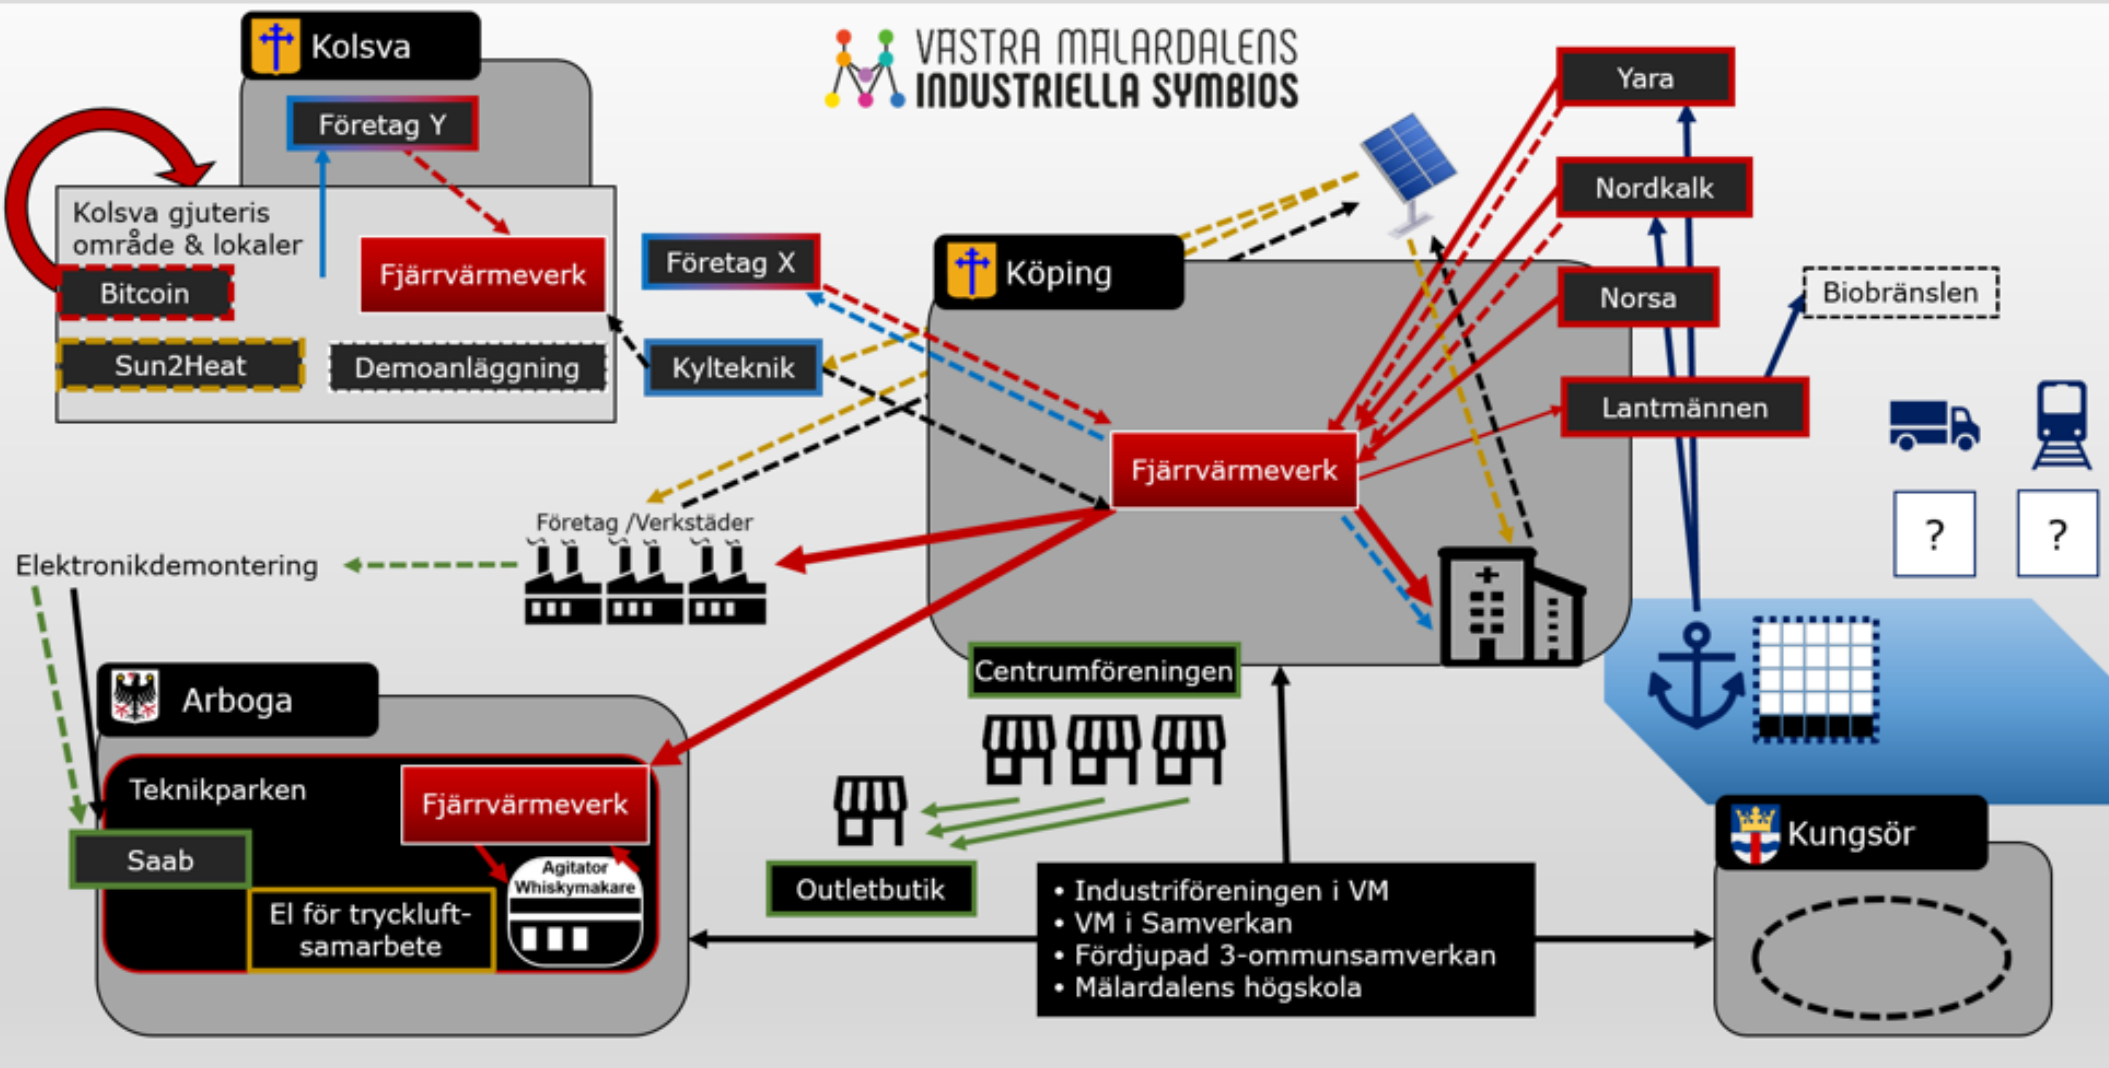 Kolsva
VÄSTRA MÄLARDALENS
INDUSTRIELLA SYMBIOS
Yara
Företag Y
Nordkalk
Kolsva gjuteris
område & lokaler
Fjärrvärmeverk
Bitcoin
Sun2Heat
Demoanläggning
Företag X
Kylteknik
Köping
Norsa
Biobränslen
Lantmännen
Fjärrvärmeverk
Företag /Verkstäder
Elektronikdemontering
?
?
Centrumföreningen
Arboga
Teknikparken
Fjärrvärmeverk
Saab
Agitator
Whiskymakare
El för tryckluft-
samarbete
Outletbutik
• Industriföreningen i VM
• VM i Samverkan
• Fördjupad 3-ommunsamverkan
• Mälardalens högskola
Kungsör